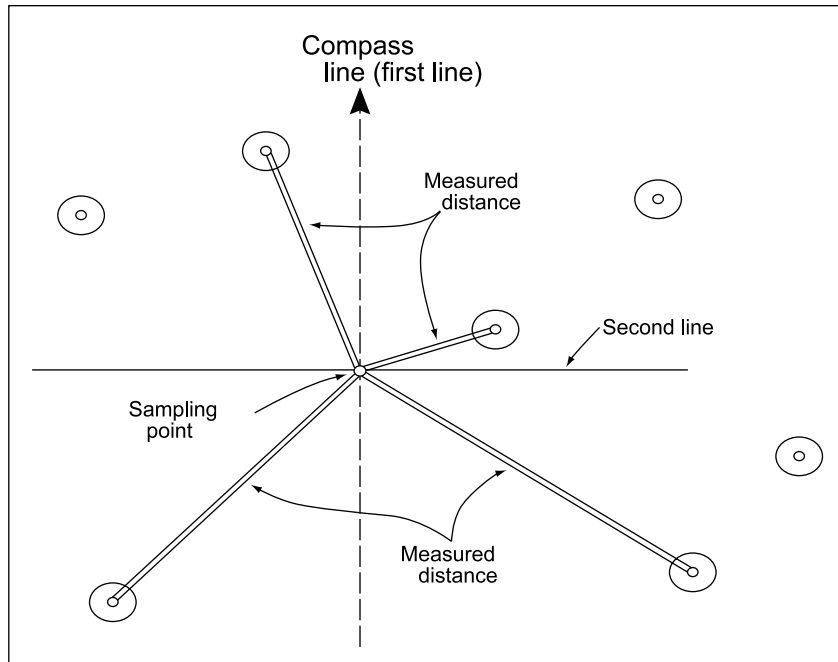 Compass
line (first line)
Measured
distance
Second line
Sampling
point
Measured
distance